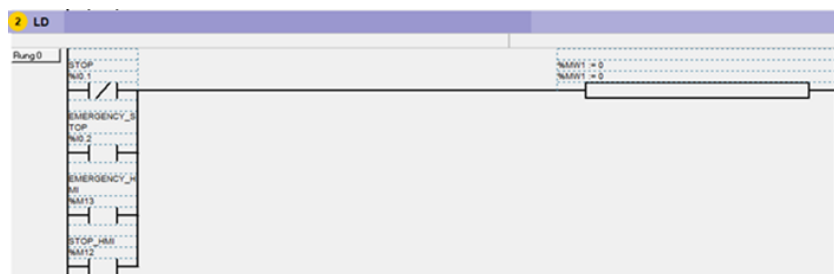 2 LD
Rung 0
STOP
%I0.1
%MW1 := 0
%MW1 := 0
EMERGENCY_S
TOP
%I0.2
EMERGENCY_H
MI
%M13
STOP_HMI
%M12